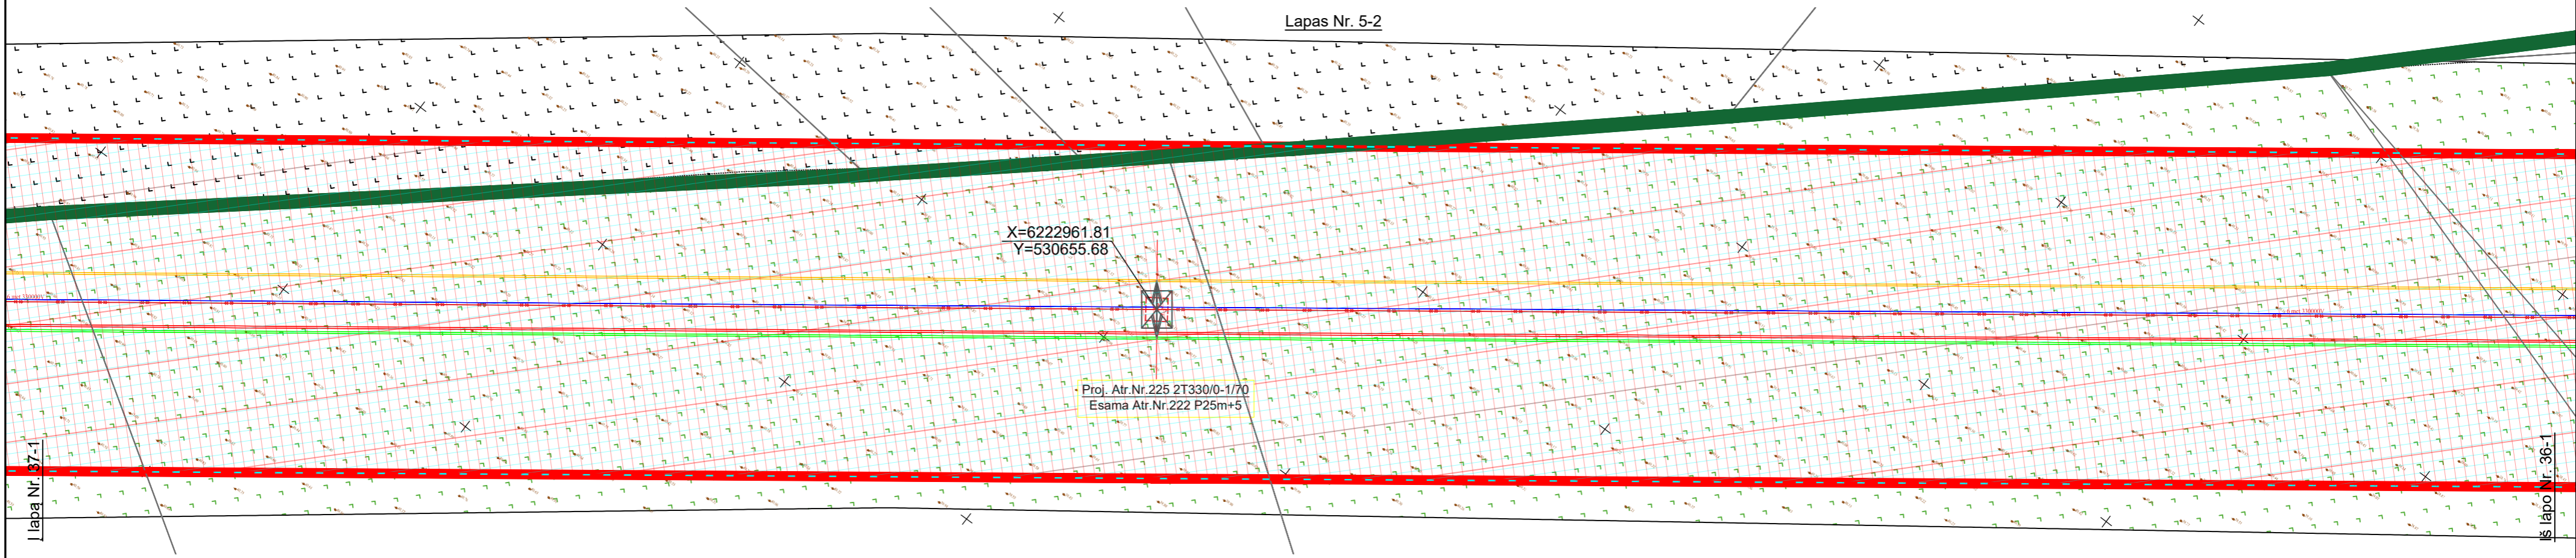 Lapas Nr. 5-2
X=6222961.81
Y=530655.68
Proj. Atr.Nr.225 2T330/0-1/70
Esama Atr.Nr.222 P25m+5
Į lapą Nr. 37-1
Iš lapo Nr. 36-1